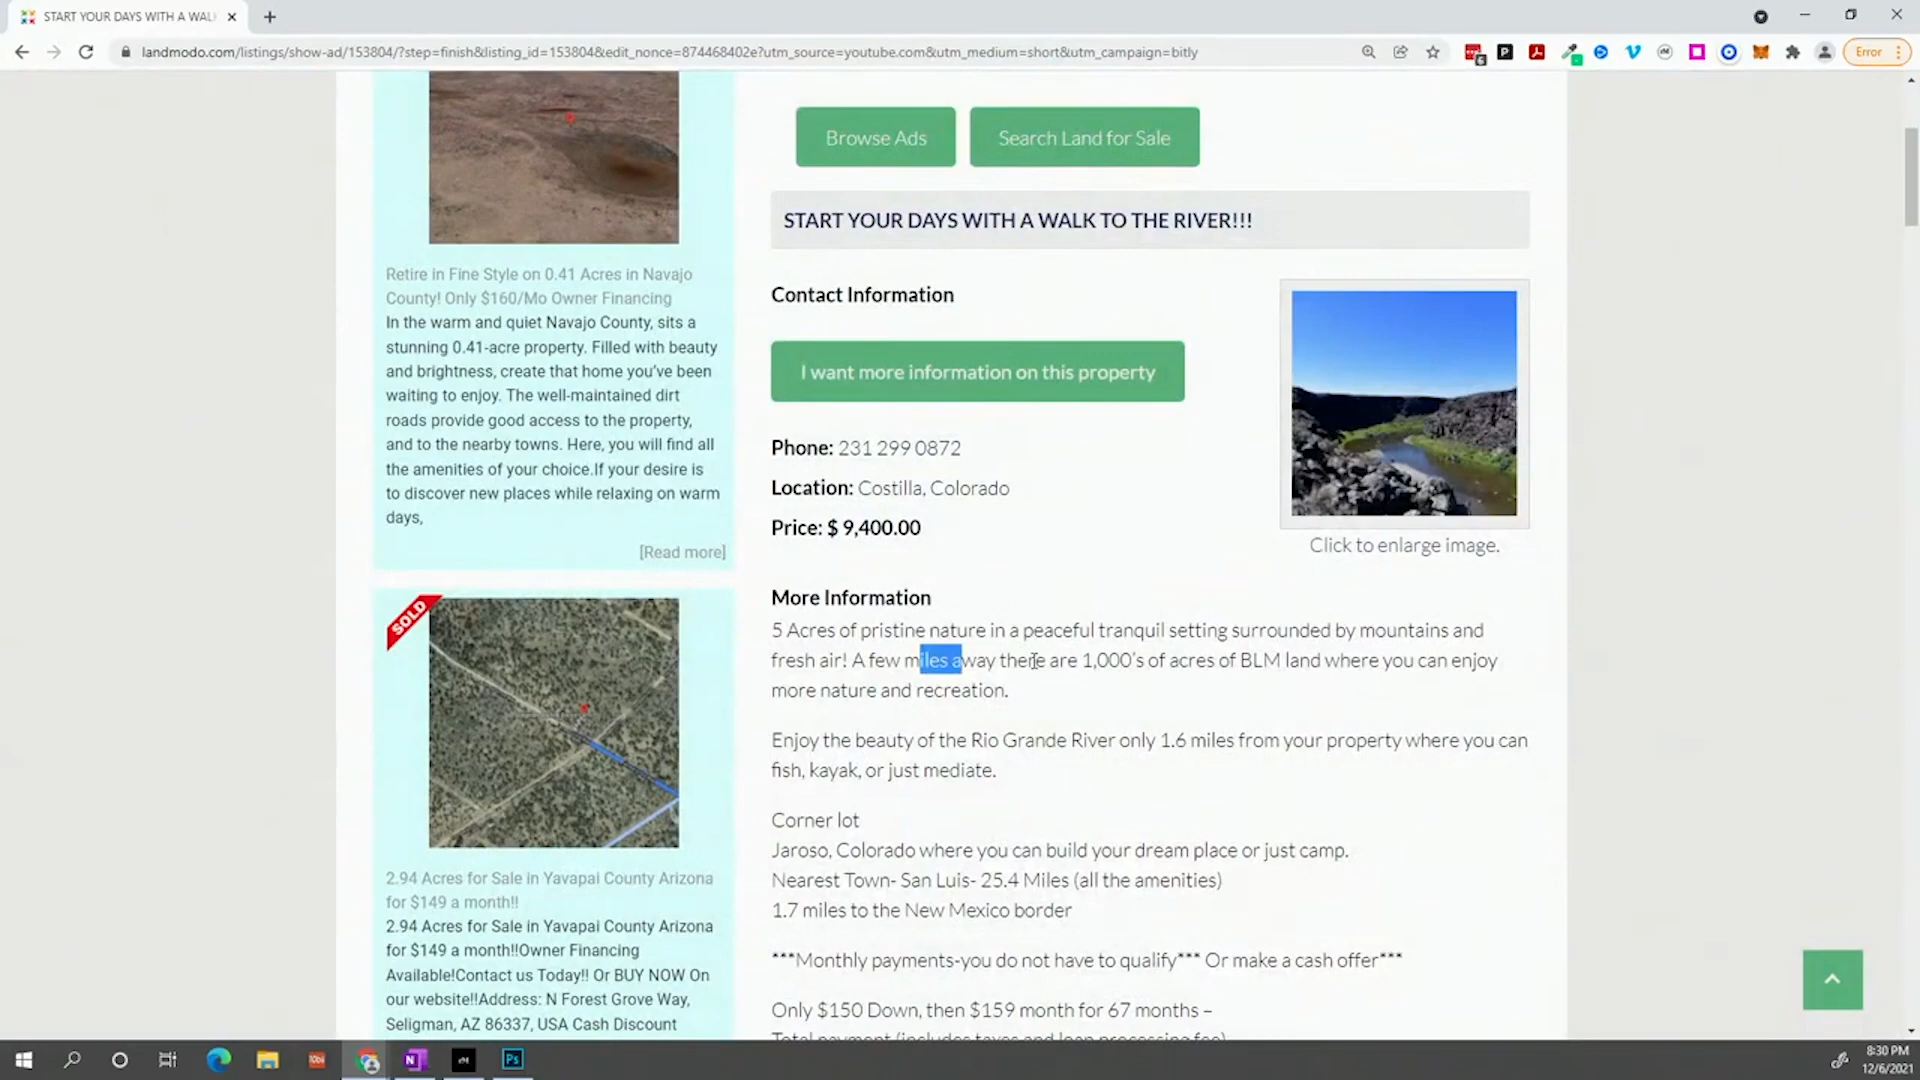 START YOUR DAYS WITH A WAL
landmodo.com/listings/show-ad/153804/?step=finish&listing_id=153804&edit_nonce=874468402e?utm_source=youtube.com&utm_medium=short&utm_campaign=bitly
Error
Browse Ads
Search Land for Sale
START YOUR DAYS WITH A WALK TO THE RIVER!!!
Retire in Fine Style on 0.41 Acres in Navajo
County! Only $160/Mo Owner Financing
In the warm and quiet Navajo County, sits a
stunning 0.41-acre property. Filled with beauty
and brightness, create that home you've been
waiting to enjoy. The well-maintained dirt
roads provide good access to the property,
and to the nearby towns. Here, you will find all
the amenities of your choice.If your desire is
to discover new places while relaxing on warm
days,
[Read more]
SOLD
2.94 Acres for Sale in Yavapai County Arizona
for $149 a month!!
2.94 Acres for Sale in Yavapai County Arizona
for $149 a month!!Owner Financing
Available!Contact us Today!! Or BUY NOW On
our website!!Address: N Forest Grove Way,
Seligman, AZ 86337, USA Cash Discount
Contact Information
I want more information on this property
Phone: 231 299 0872
Location: Costilla, Colorado
Price: $ 9,400.00
Click to enlarge image.
More Information
5 Acres of pristine nature in a peaceful tranquil setting surrounded by mountains and
fresh air! A few miles away there are 1,000's of acres of BLM land where you can enjoy
more nature and recreation.
Enjoy the beauty of the Rio Grande River only 1.6 miles from your property where you can
fish, kayak, or just mediate.
Corner lot
Jaroso, Colorado where you can build your dream place or just camp.
Nearest Town- San Luis- 25.4 Miles (all the amenities)
1.7 miles to the New Mexico border
***Monthly payments-you do not have to qualify*** Or make a cash offer***
Only $150 Down, then $159 month for 67 months –
Total payment (includes taxes and loan processing fee)
8:30 PM
12/6/2021